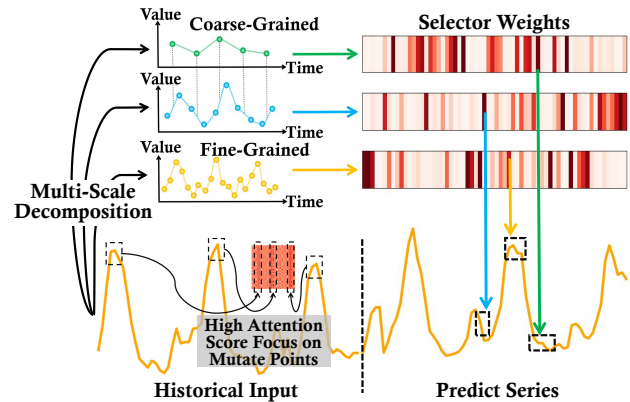 Value
Coarse-Grained
Selector Weights
Time
Value
Time
Value
Fine-Grained
Multi-Scale
Decomposition
Time
High Attention
Score Focus on
Mutate Points
Historical Input
Predict Series